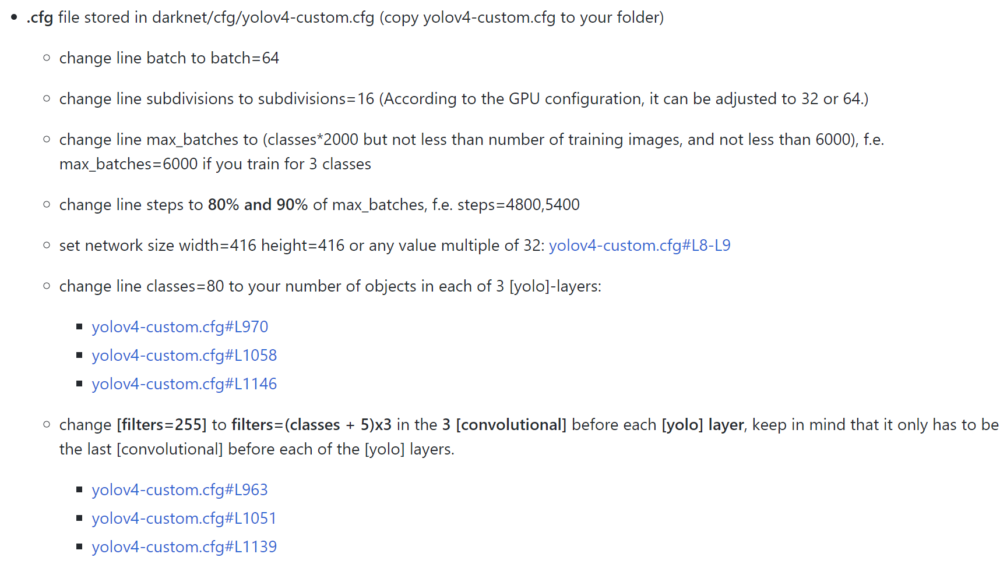 .cfg file stored in darknet/cfg/yolov4-custom.cfg (copy yolov4-custom.cfg to your folder)
change line batch to batch=64
change line subdivisions to subdivisions=16 (According to the GPU configuration, it can be adjusted to 32 or 64.)
change line max_batches to (classes*2000 but not less than number of training images, and not less than 6000), f.e.
max_batches=6000 if you train for 3 classes
change line steps to 80% and 90% of max_batches, f.e. steps=4800,5400
set network size width=416 height=416 or any value multiple of 32: yolov4-custom.cfg#L8-L9
change line classes=80 to your number of objects in each of 3 [yolo]-layers:
yolov4-custom.cfg#L970
yolov4-custom.cfg#L1058
yolov4-custom.cfg#L1146
change [filters=255] to filters=(classes + 5)x3 in the 3 [convolutional] before each [yolo] layer, keep in mind that it only has to be
the last [convolutional] before each of the [yolo] layers.
yolov4-custom.cfg#L963
yolov4-custom.cfg#L1051
yolov4-custom.cfg#L1139